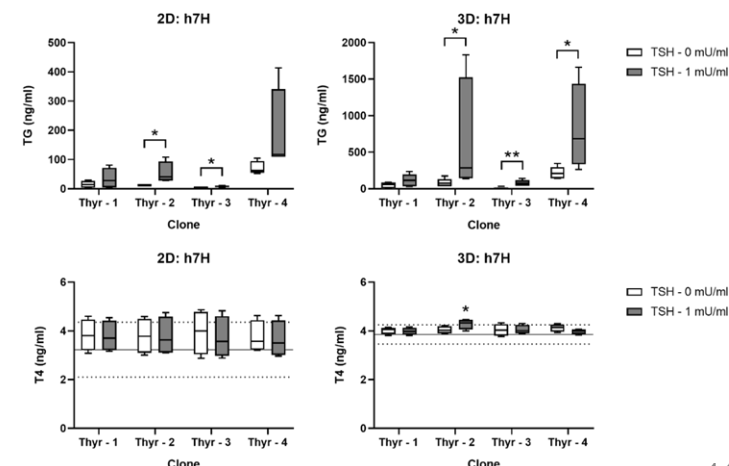 2D: h7H
3D: h7H
500
400
300
200
100
0
TG (ng/ml)
*
*
Thyr - 1
Thyr - 2
Thyr - 3
Thyr - 4
Clone
2000
1500
1000
500
0
TG (ng/ml)
*
**
*
Thyr - 1
Thyr - 2
Thyr - 3
Thyr - 4
Clone
TSH - 0 mU/ml
TSH - 1 mU/ml
2D: h7H
3D: h7H
6
4
2
0
T4 (ng/ml)
Thyr - 1
Thyr - 2
Thyr - 3
Thyr - 4
Clone
6
4
2
0
T4 (ng/ml)
*
Thyr - 1
Thyr - 2
Thyr - 3
Thyr - 4
Clone
TSH - 0 mU/ml
TSH - 1 mU/ml